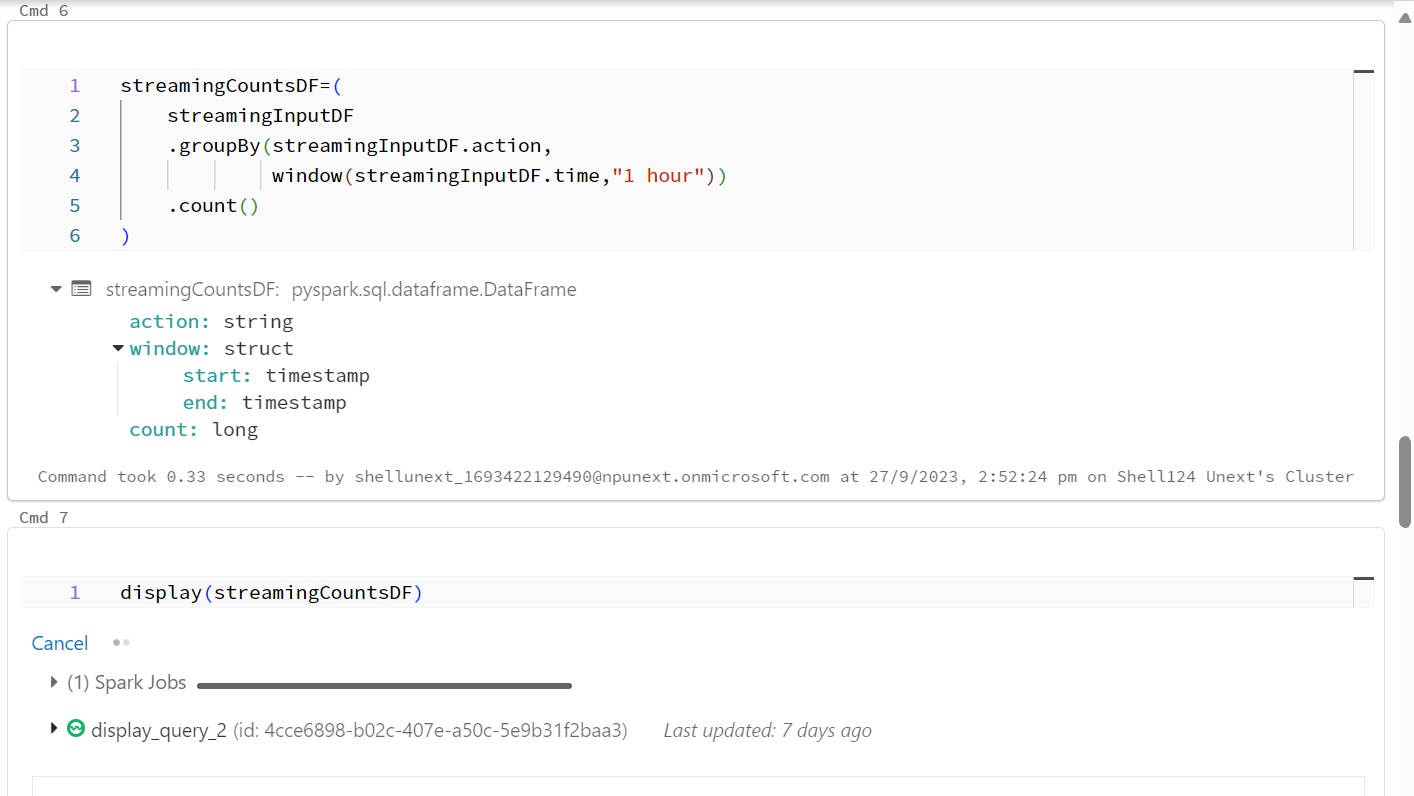 Cmd 6
1 streamingCountsDF=(
2 streamingInputDF
3 .groupBy(streamingInputDF.action,
4 window(streamingInputDF.time,"1 hour"))
5 .count()
6 )
streamingCountsDF: pyspark.sql.dataframe.DataFrame
action: string
window: struct
start: timestamp
end: timestamp
count: long
Command took 0.33 seconds -- by shellunext_1693422129490@npunext.onmicrosoft.com at 27/9/2023, 2:52:24 pm on Shell124 Unext's Cluster
Cmd 7
1 display(streamingCountsDF)
Cancel
(1) Spark Jobs
display_query_2 (id: 4cce6898-b02c-407e-a50c-5e9b31f2baa3) Last updated: 7 days ago